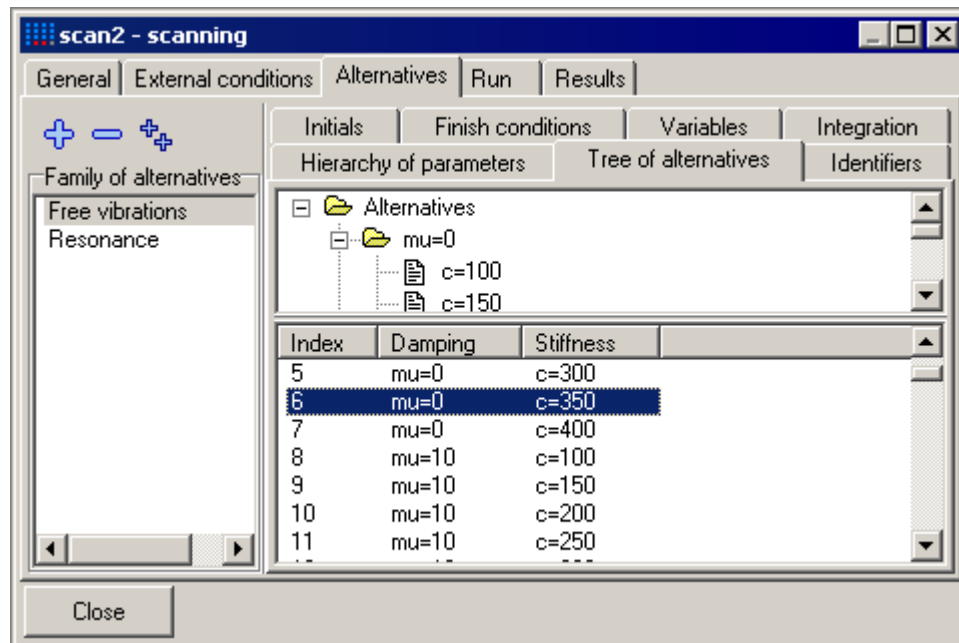 scan2 - scanning
General External conditions Alternatives Run Results
Initials Finish conditions Variables Integration
Hierarchy of parameters Tree of alternatives Identifiers
Family of alternatives
Free vibrations
Resonance
Alternatives
mu=0
c=100
c=150
Index Damping Stiffness
5 mu=0 c=300
6 mu=0 c=350
7 mu=0 c=400
8 mu=10 c=100
9 mu=10 c=150
10 mu=10 c=200
11 mu=10 c=250
Close